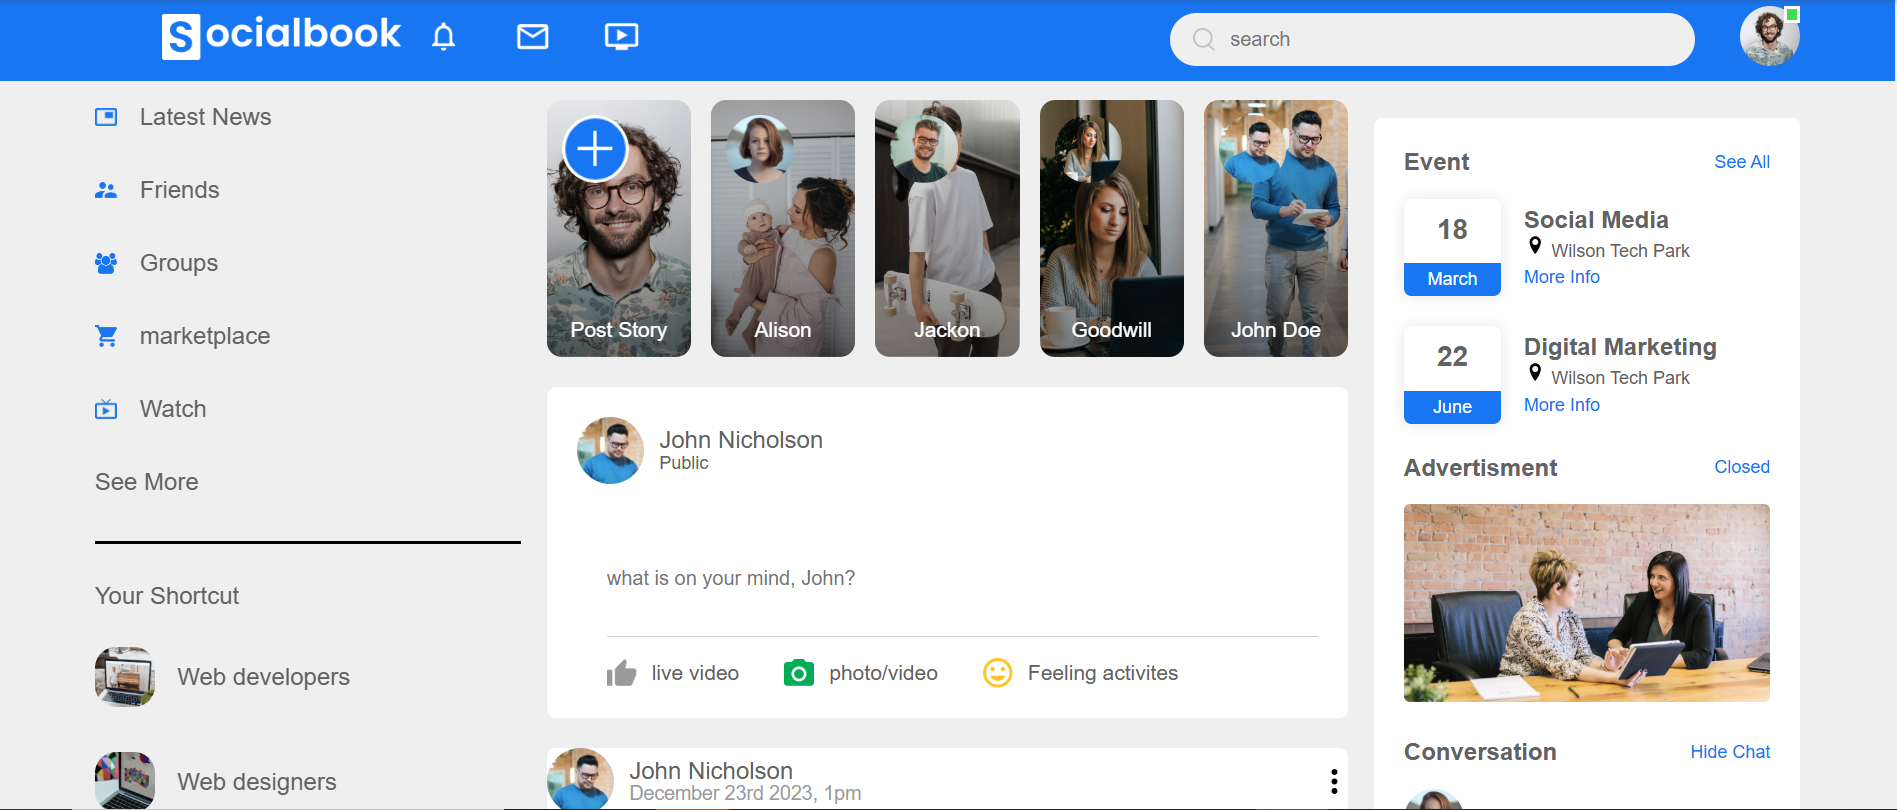 Socialbook
search
Latest News
Friends
Groups
marketplace
Watch
See More
Your Shortcut
Web developers
Web designers
Post Story
Alison
Jackon
Goodwill
John Doe
John Nicholson
Public
what is on your mind, John?
live video
photo/video
Feeling activites
John Nicholson
December 23rd 2023, 1pm
Event
See All
18
March
Social Media
Wilson Tech Park
More Info
22
June
Digital Marketing
Wilson Tech Park
More Info
Advertisment
Closed
Conversation
Hide Chat